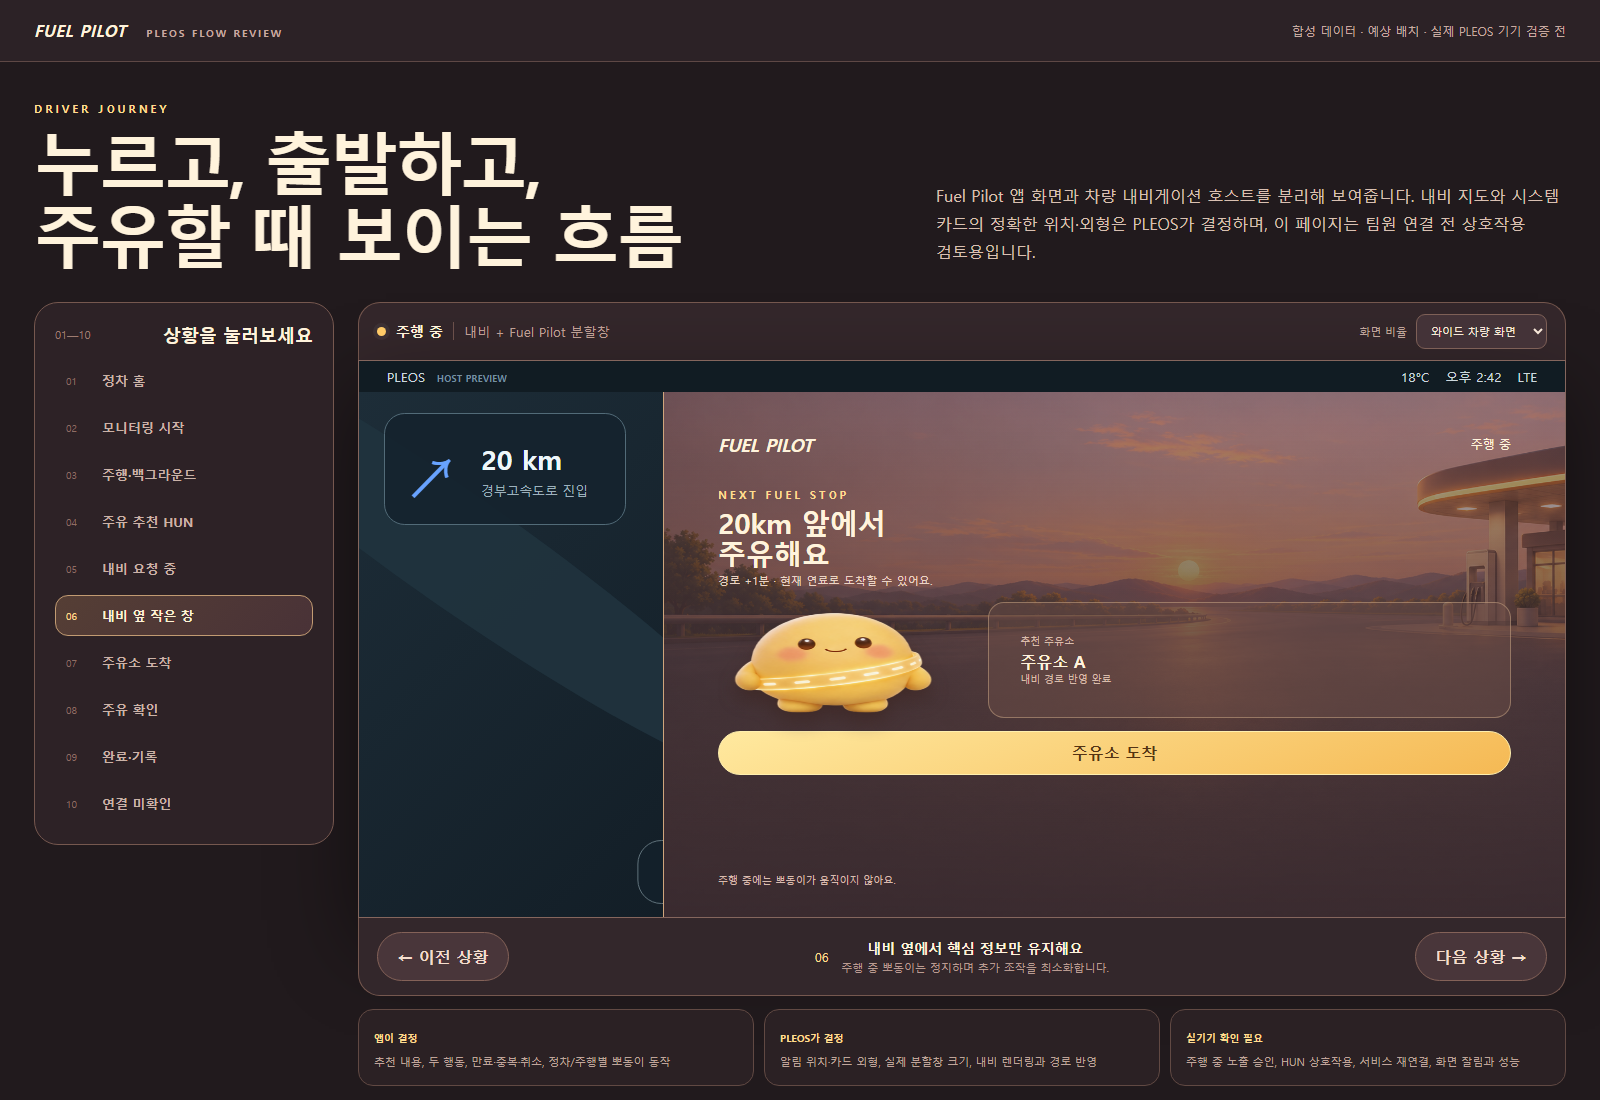 FUEL PILOT PLEOS FLOW REVIEW
합성 데이터 · 예상 배치 · 실제 PLEOS 기기 검증 전
DRIVER JOURNEY
누르고, 출발하고,
주유할 때 보이는 흐름
Fuel Pilot 앱 화면과 차량 내비게이션 호스트를 분리해 보여줍니다. 내비 지도와 시스템
카드의 정확한 위치·외형은 PLEOS가 결정하며, 이 페이지는 팀원 연결 전 상호작용
검토용입니다.
01—10 상황을 눌러보세요
01 정차 홈
02 모니터링 시작
03 주행·백그라운드
04 주유 추천 HUN
05 내비 요청 중
06 내비 옆 작은 창
07 주유소 도착
08 주유 확인
09 완료·기록
10 연결 미확인
주행 중 내비 + Fuel Pilot 분할창
화면 비율 와이드 차량 화면
PLEOS HOST PREVIEW
18°C 오후 2:42 LTE
20 km
경부고속도로 진입
FUEL PILOT
주행 중
NEXT FUEL STOP
20km 앞에서
주유해요
경로 +1분 · 현재 연료로 도착할 수 있어요.
추천 주유소
주유소 A
내비 경로 반영 완료
주유소 도착
주행 중에는 뽀동이가 움직이지 않아요.
← 이전 상황
06 내비 옆에서 핵심 정보만 유지해요
주행 중 뽀동이는 정지하며 추가 조작을 최소화합니다.
다음 상황 →
앱이 결정
추천 내용, 두 행동, 만료·중복·취소, 정차/주행별 뽀동이 동작
PLEOS가 결정
알림 위치·카드 외형, 실제 분할창 크기, 내비 렌더링과 경로 반영
실기기 확인 필요
주행 중 노출 승인, HUN 상호작용, 서비스 재연결, 화면 잘림과 성능